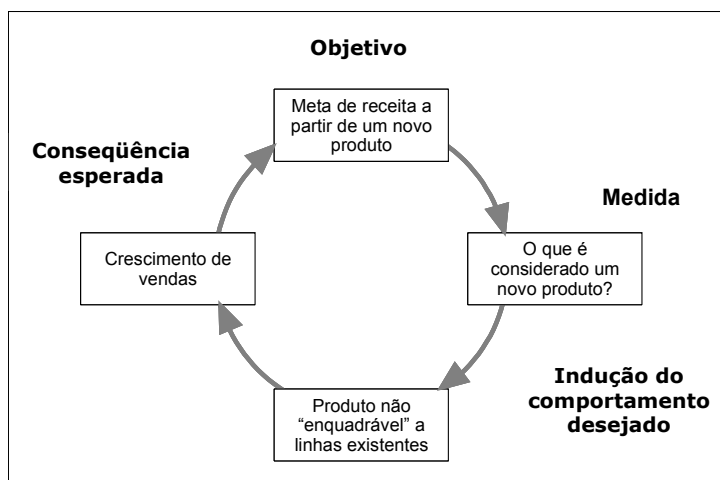 Objetivo
Meta de receita a
partir de um novo
produto
Conseqüência
esperada
Medida
Crescimento de
vendas
O que é
considerado um
novo produto?
Indução do
comportamento
desejado
Produto não
“enquadrável” a
linhas existentes